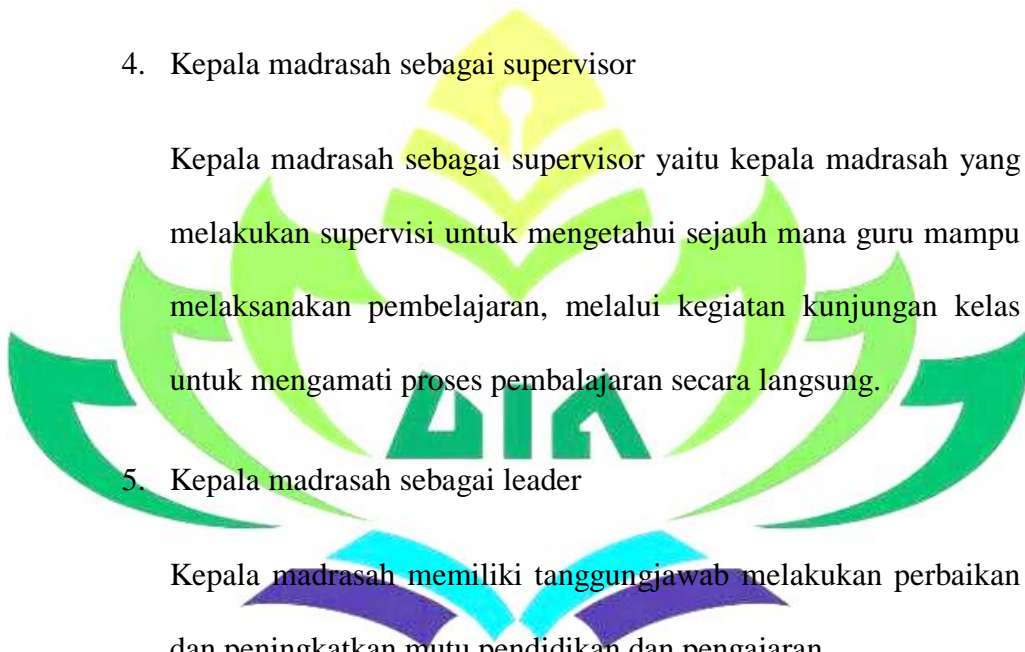 4. Kepala madrasah sebagai supervisor
Kepala madrasah sebagai supervisor yaitu kepala madrasah yang
melakukan supervisi untuk mengetahui sejauh mana guru mampu
melaksanakan pembelajaran, melalui kegiatan kunjungan kelas
untuk mengamati proses pembalajaran secara langsung.
5. Kepala madrasah sebagai leader
Kepala madrasah memiliki tanggungjawab melakukan perbaikan
dan peningkatkan mutu pendidikan dan pengajaran